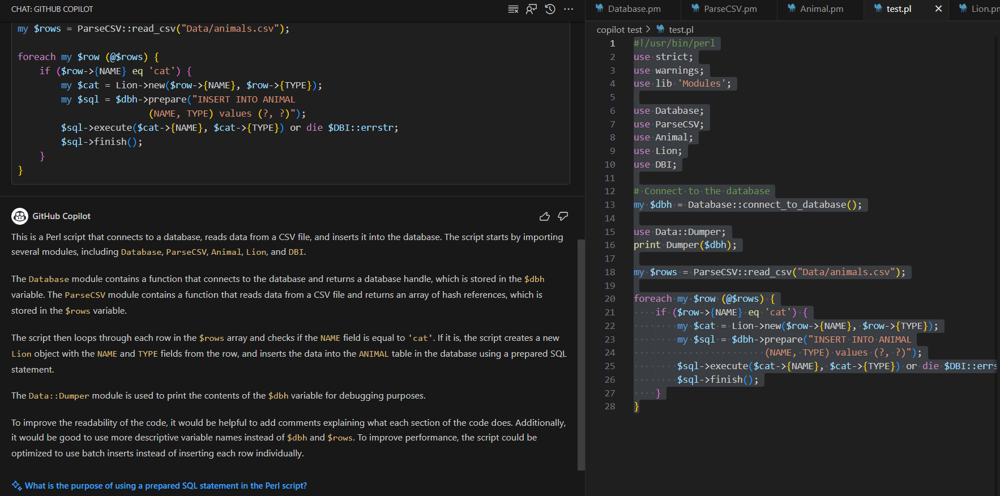 CHAT: GITHUB COPILOT
my $rows = ParseCSV::read_csv("Data/animals.csv");
foreach my $row (@$rows) {
if ($row->{NAME} eq 'cat') {
my $cat = Lion->new($row->{NAME}, $row->{TYPE});
my $sql = $dbh->prepare("INSERT INTO ANIMAL
(NAME, TYPE) values (?, ?)");
$sql->execute($cat->{NAME}, $cat->{TYPE}) or die $DBI::errstr;
$sql->finish();
}
}
GitHub Copilot
This is a Perl script that connects to a database, reads data from a CSV file, and inserts it into the database. The script starts by importing
several modules, including Database, ParseCSV, Animal, Lion, and DBI.
The Database module contains a function that connects to the database and returns a database handle, which is stored in the $dbh
variable. The ParseCSV module contains a function that reads data from a CSV file and returns an array of hash references, which is
stored in the $rows variable.
The script then loops through each row in the $rows array and checks if the NAME field is equal to 'cat'. If it is, the script creates a new
Lion object with the NAME and TYPE fields from the row, and inserts the data into the ANIMAL table in the database using a prepared SQL
statement.
The Data::Dumper module is used to print the contents of the $dbh variable for debugging purposes.
To improve the readability of the code, it would be helpful to add comments explaining what each section of the code does. Additionally,
it would be good to use more descriptive variable names instead of $dbh and $rows. To improve performance, the script could be
optimized to use batch inserts instead of inserting each row individually.
What is the purpose of using a prepared SQL statement in the Perl script?
Database.pm ParseCSV.pm Animal.pm test.pl Lion.pm
copilot test > test.pl
1 #!/usr/bin/perl
2 use strict;
3 use warnings;
4 use lib 'Modules';
5
6 use Database;
7 use ParseCSV;
8 use Animal;
9 use Lion;
10 use DBI;
11
12 # Connect to the database
13 my $dbh = Database::connect_to_database();
14
15 use Data::Dumper;
16 print Dumper($dbh);
17
18 my $rows = ParseCSV::read_csv("Data/animals.csv");
19
20 foreach my $row (@$rows) {
21 if ($row->{NAME} eq 'cat') {
22 my $cat = Lion->new($row->{NAME}, $row->{TYPE});
23 my $sql = $dbh->prepare("INSERT INTO ANIMAL
24 (NAME, TYPE) values (?, ?)");
25 $sql->execute($cat->{NAME}, $cat->{TYPE}) or die $DBI::errs
26 $sql->finish();
27 }
28 }